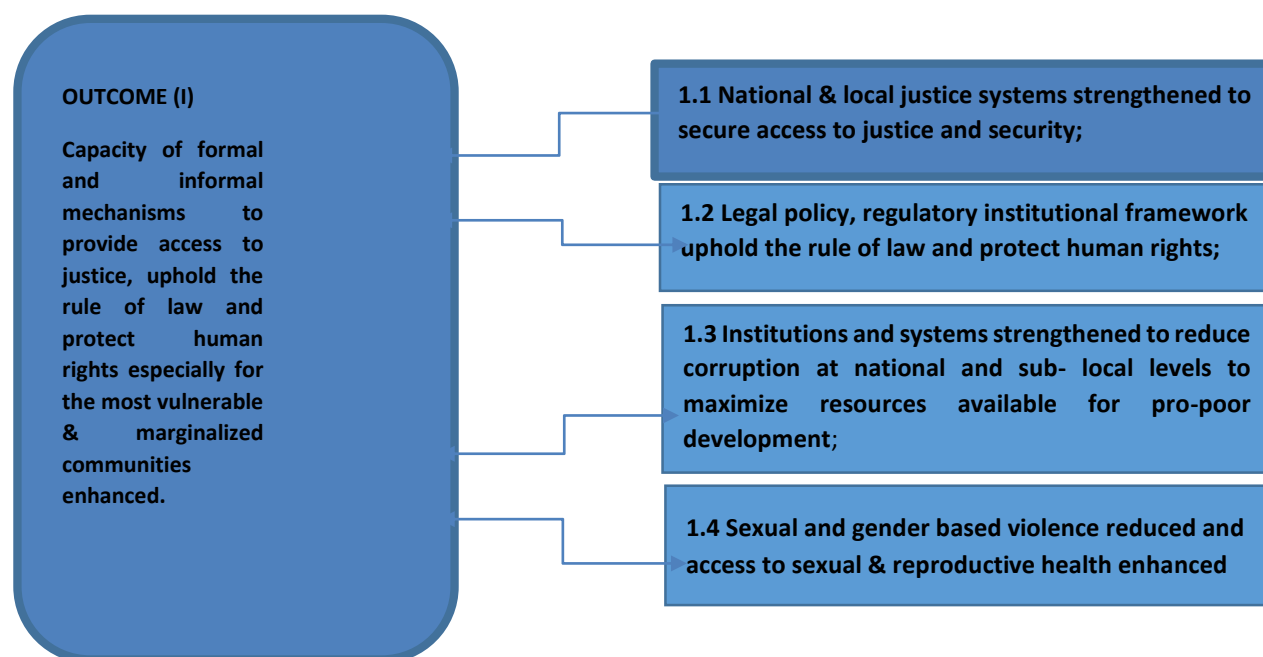 OUTCOME (I)
Capacity of formal
and informal
mechanisms to
provide access to
justice, uphold the
rule of law and
protect human
rights especially for
the most vulnerable
& marginalized
communities
enhanced.
1.1 National & local justice systems strengthened to
secure access to justice and security;
1.2 Legal policy, regulatory institutional framework
uphold the rule of law and protect human rights;
1.3 Institutions and systems strengthened to reduce
corruption at national and sub- local levels to
maximize resources available for pro-poor
development;
1.4 Sexual and gender based violence reduced and
access to sexual & reproductive health enhanced